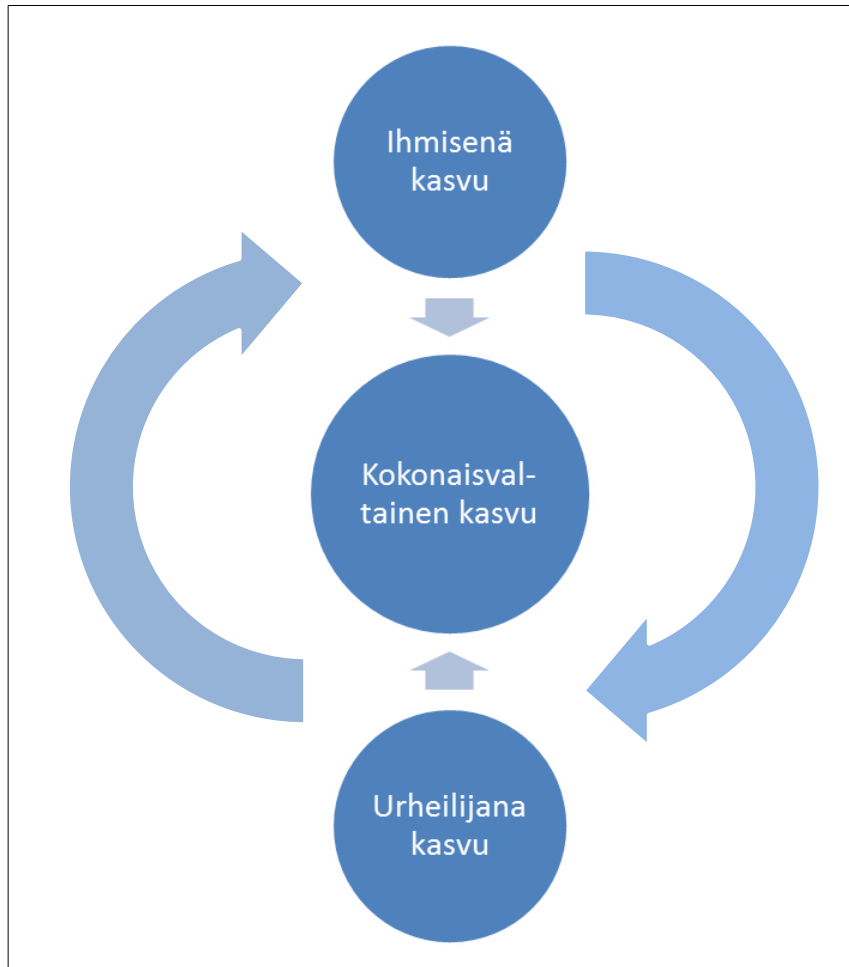 Ihmisenä
kasvu
Kokonaisval-
tainen kasvu
Urheilijana
kasvu